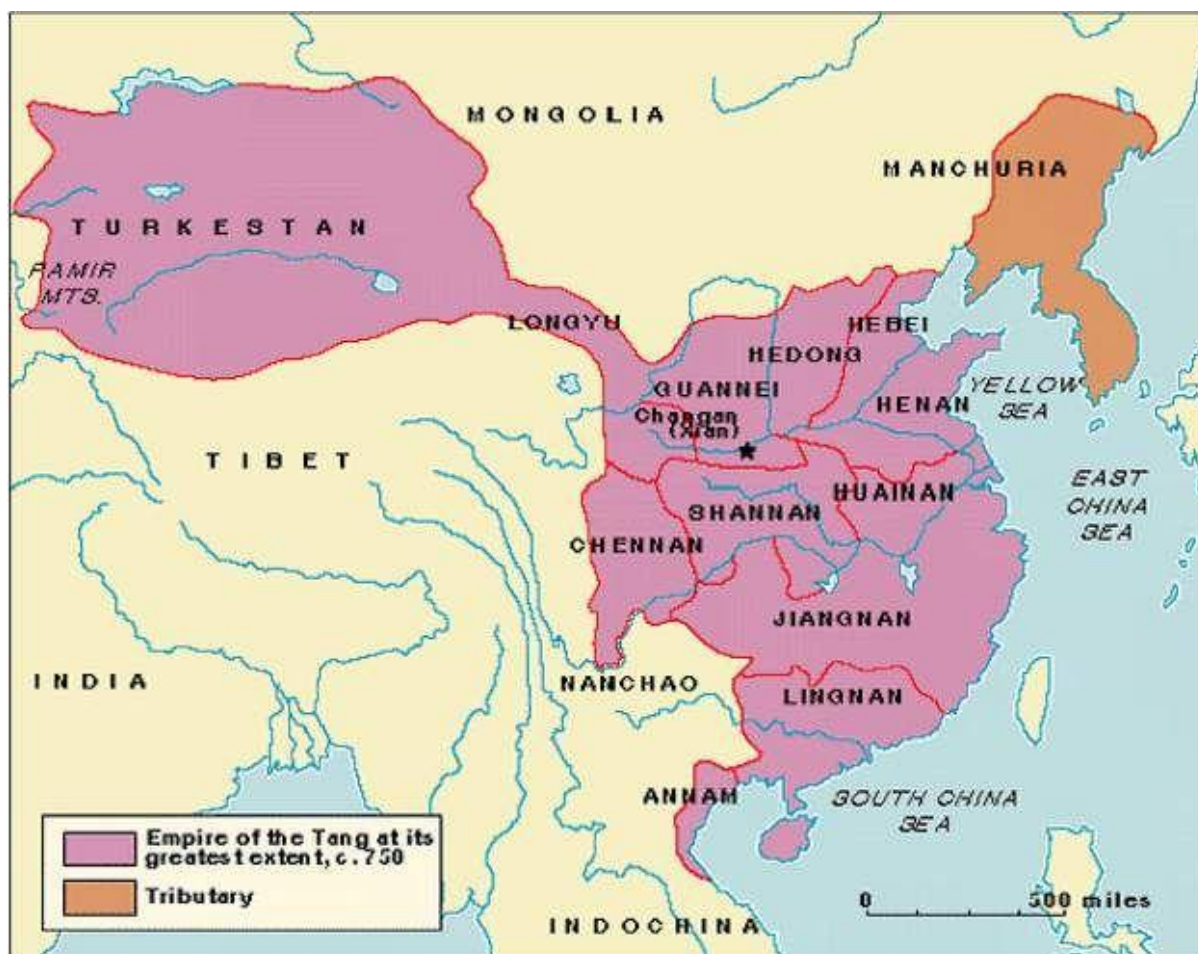 MONGOLIA
MANCHURIA
TURKESTAN
PAMIR
MTS.
LONGYU
HEBEI
HEDONG
GUANNEI
HENAN
Changan
(Xian)
YELLOW
SEA
TIBET
HUAINAN
SHANNAN
EAST
CHINA
SEA
CHENNAN
JIANGNAN
INDIA
NANCHAO
LINGNAN
ANNAM
SOUTH CHINA
SEA
Empire of the Tang at its
greatest extent, c.750
Tributary
0 500 miles
INDOCHINA